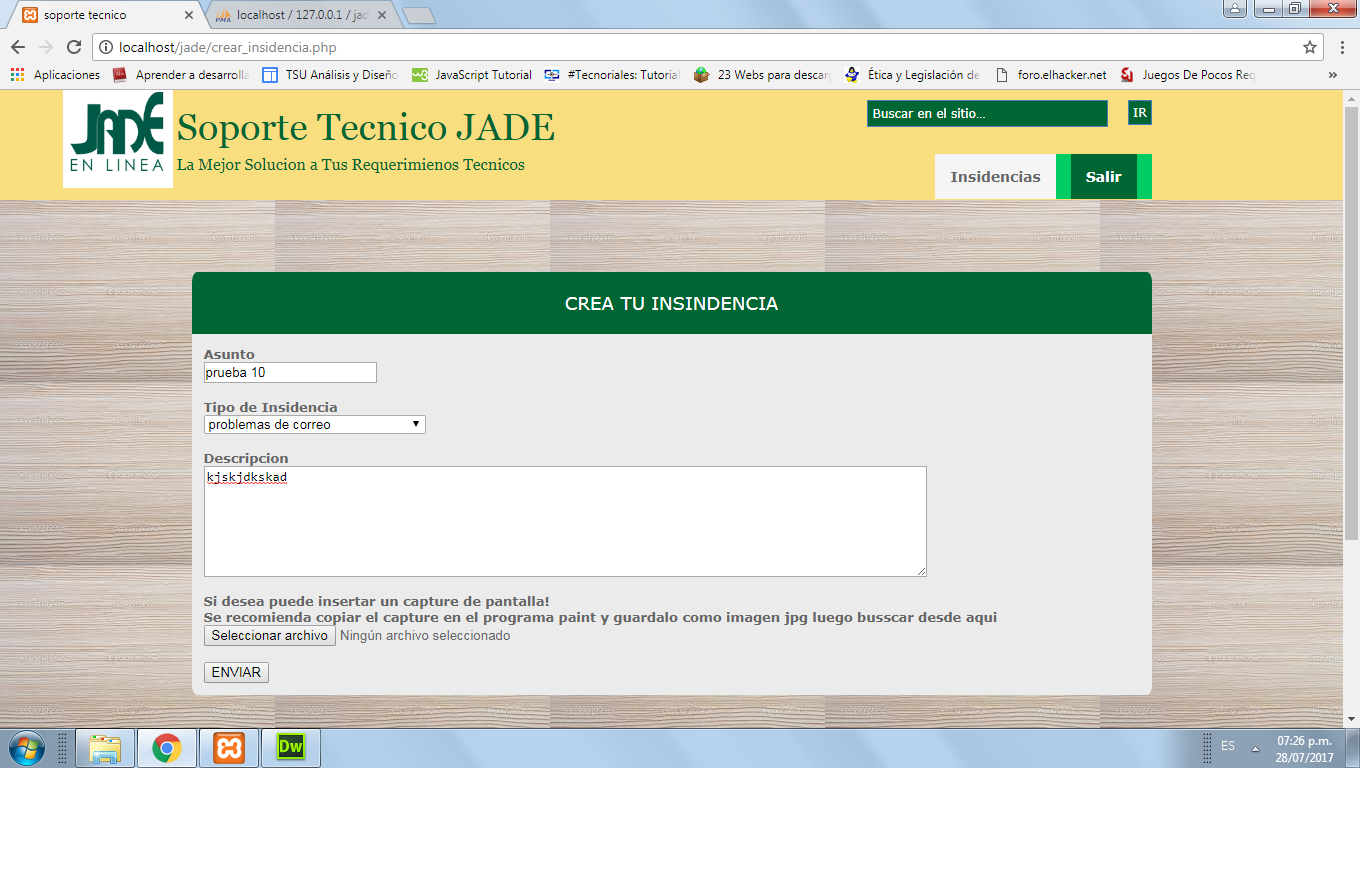 soporte tecnico
localhost / 127.0.0.1 / jad
localhost/jade/crear_insidencia.php
Aplicaciones
Aprender a desarrolla
TSU Análisis y Diseño
JavaScript Tutorial
#Tecnoriales: Tutorial
23 Webs para descar
Ética y Legislación de
foro.elhacker.net
Juegos De Pocos Req
»
JADE
EN LINEA
Soporte Tecnico JADE
La Mejor Solucion a Tus Requerimienos Tecnicos
Buscar en el sitio...
IR
Insidencias
Salir
CREA TU INSINDENCIA
Asunto
prueba 10
Tipo de Insidencia
problemas de correo
Descripcion
kjskjdkskad
Si desea puede insertar un capture de pantalla!
Se recomienda copiar el capture en el programa paint y guardalo como imagen jpg luego busscar desde aqui
Seleccionar archivo Ningún archivo seleccionado
ENVIAR
Dw
ES
07:26 p.m.
28/07/2017